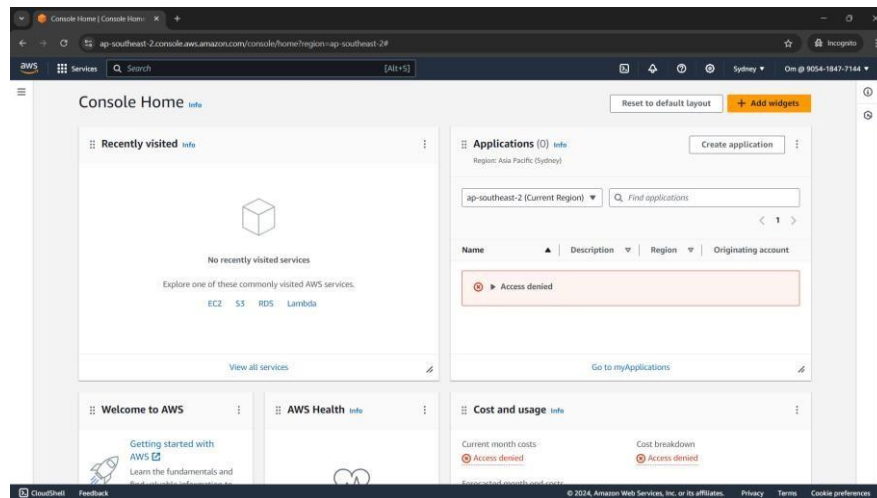 Console Home | Console Home
ap-southeast-2.console.aws.amazon.com/console/home?region=ap-southeast-2#
Incognito
aws
Services
Search
[Alt+S]
Sydney
Om @ 9054-1847-7144
Console Home Info
Reset to default layout
+ Add widgets
Recently visited Info
No recently visited services
Explore one of these commonly visited AWS services.
EC2 S3 RDS Lambda
View all services
Applications (0) Info
Region: Asia Pacific (Sydney)
Create application
ap-southeast-2 (Current Region)
Find applications
1
Name Description Region Originating account
Access denied
Go to myApplications
Welcome to AWS
Getting started with
AWS
Learn the fundamentals and
AWS Health Info
Cost and usage Info
Current month costs
Access denied
Cost breakdown
Access denied
CloudShell Feedback
© 2024, Amazon Web Services, Inc. or its affiliates. Privacy Terms Cookie preferences